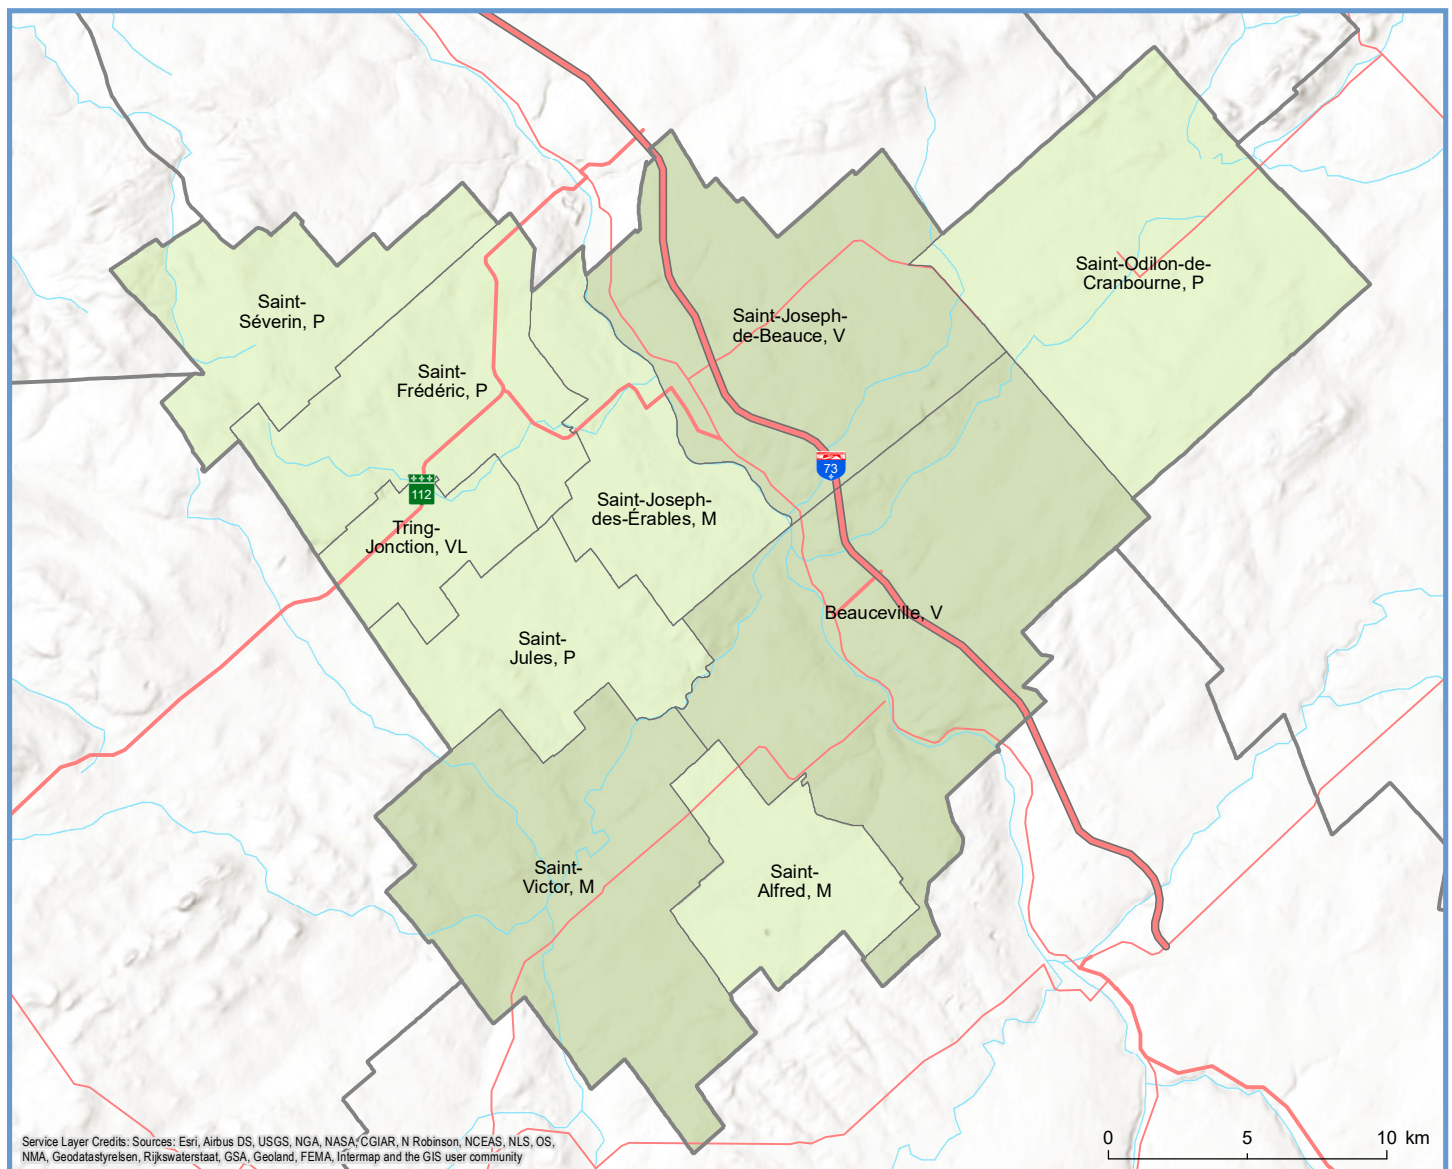 Saint-Odilon-de-
Cranbourne, P
Saint-
Séverin, P
Saint-Joseph-
de-Beauce, V
Saint-
Frédéric, P
73
112
Saint-Joseph-
des-Érables, M
Tring-
Jonction, VL
Beauceville, V
Saint-
Jules, P
Saint-
Victor, M
Saint-
Alfred, M
Service Layer Credits: Sources: Esri, Airbus DS, USGS, NGA, NASA, CGIAR, N Robinson, NCEAS, NLS, OS,
NMA, Geodatastyrelsen, Rijkswaterstaat, GSA, Geoland, FEMA, Intermap and the GIS user community
0 5 10 km